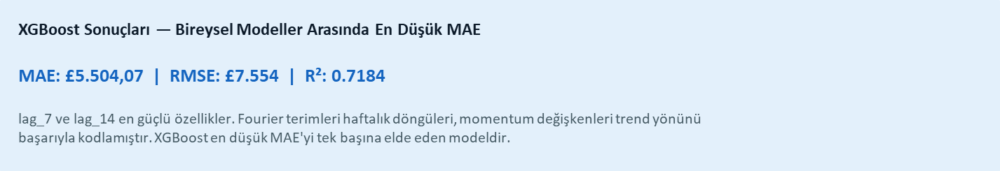 XGBoost Sonuçları — Bireysel Modeller Arasında En Düşük MAE
MAE: £5.504,07 | RMSE: £7.554 | R²: 0.7184
lag_7 ve lag_14 en güçlü özellikler. Fourier terimleri haftalık döngüleri, momentum değişkenleri trend yönünü
başarıyla kodlamıştır. XGBoost en düşük MAE'yi tek başına elde eden modeldir.